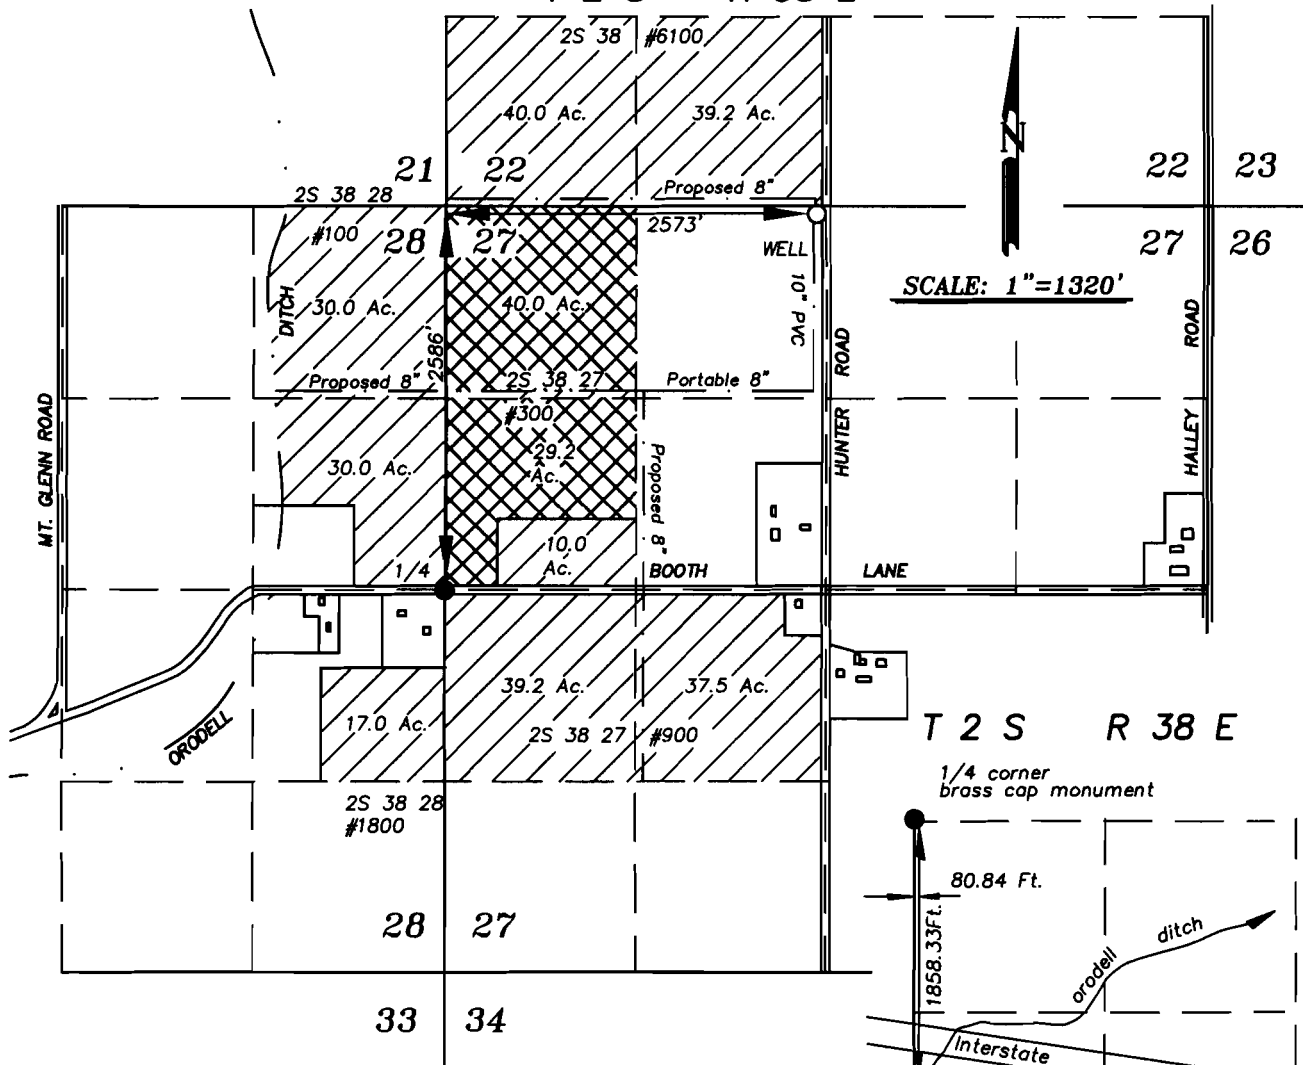 2S 38 #6100
40.0 Ac.
39.2 Ac.
N
21 22
22 23
2S 38 28
Proposed 8"
#100
28 27
2573'
WELL
27 26
SCALE: 1"=1320'
DITCH
30.0 Ac.
40.0 Ac.
10" PVC
2586'
HUNTER ROAD
HALLEY ROAD
MT. GLENN ROAD
Proposed 8"
2S 38 27
Portable 8"
#300
29.2
Ac.
30.0 Ac.
Proposed 8"
10.0
Ac.
1/4
BOOTH LANE
39.2 Ac.
37.5 Ac.
17.0 Ac.
2S 38 27 #900
ORODELL
T 2 S R 38 E
1/4 corner
brass cap monument
2S 38 28
#1800
80.84 Ft.
1858.33Ft.
orodell ditch
28 27
33 34
Interstate